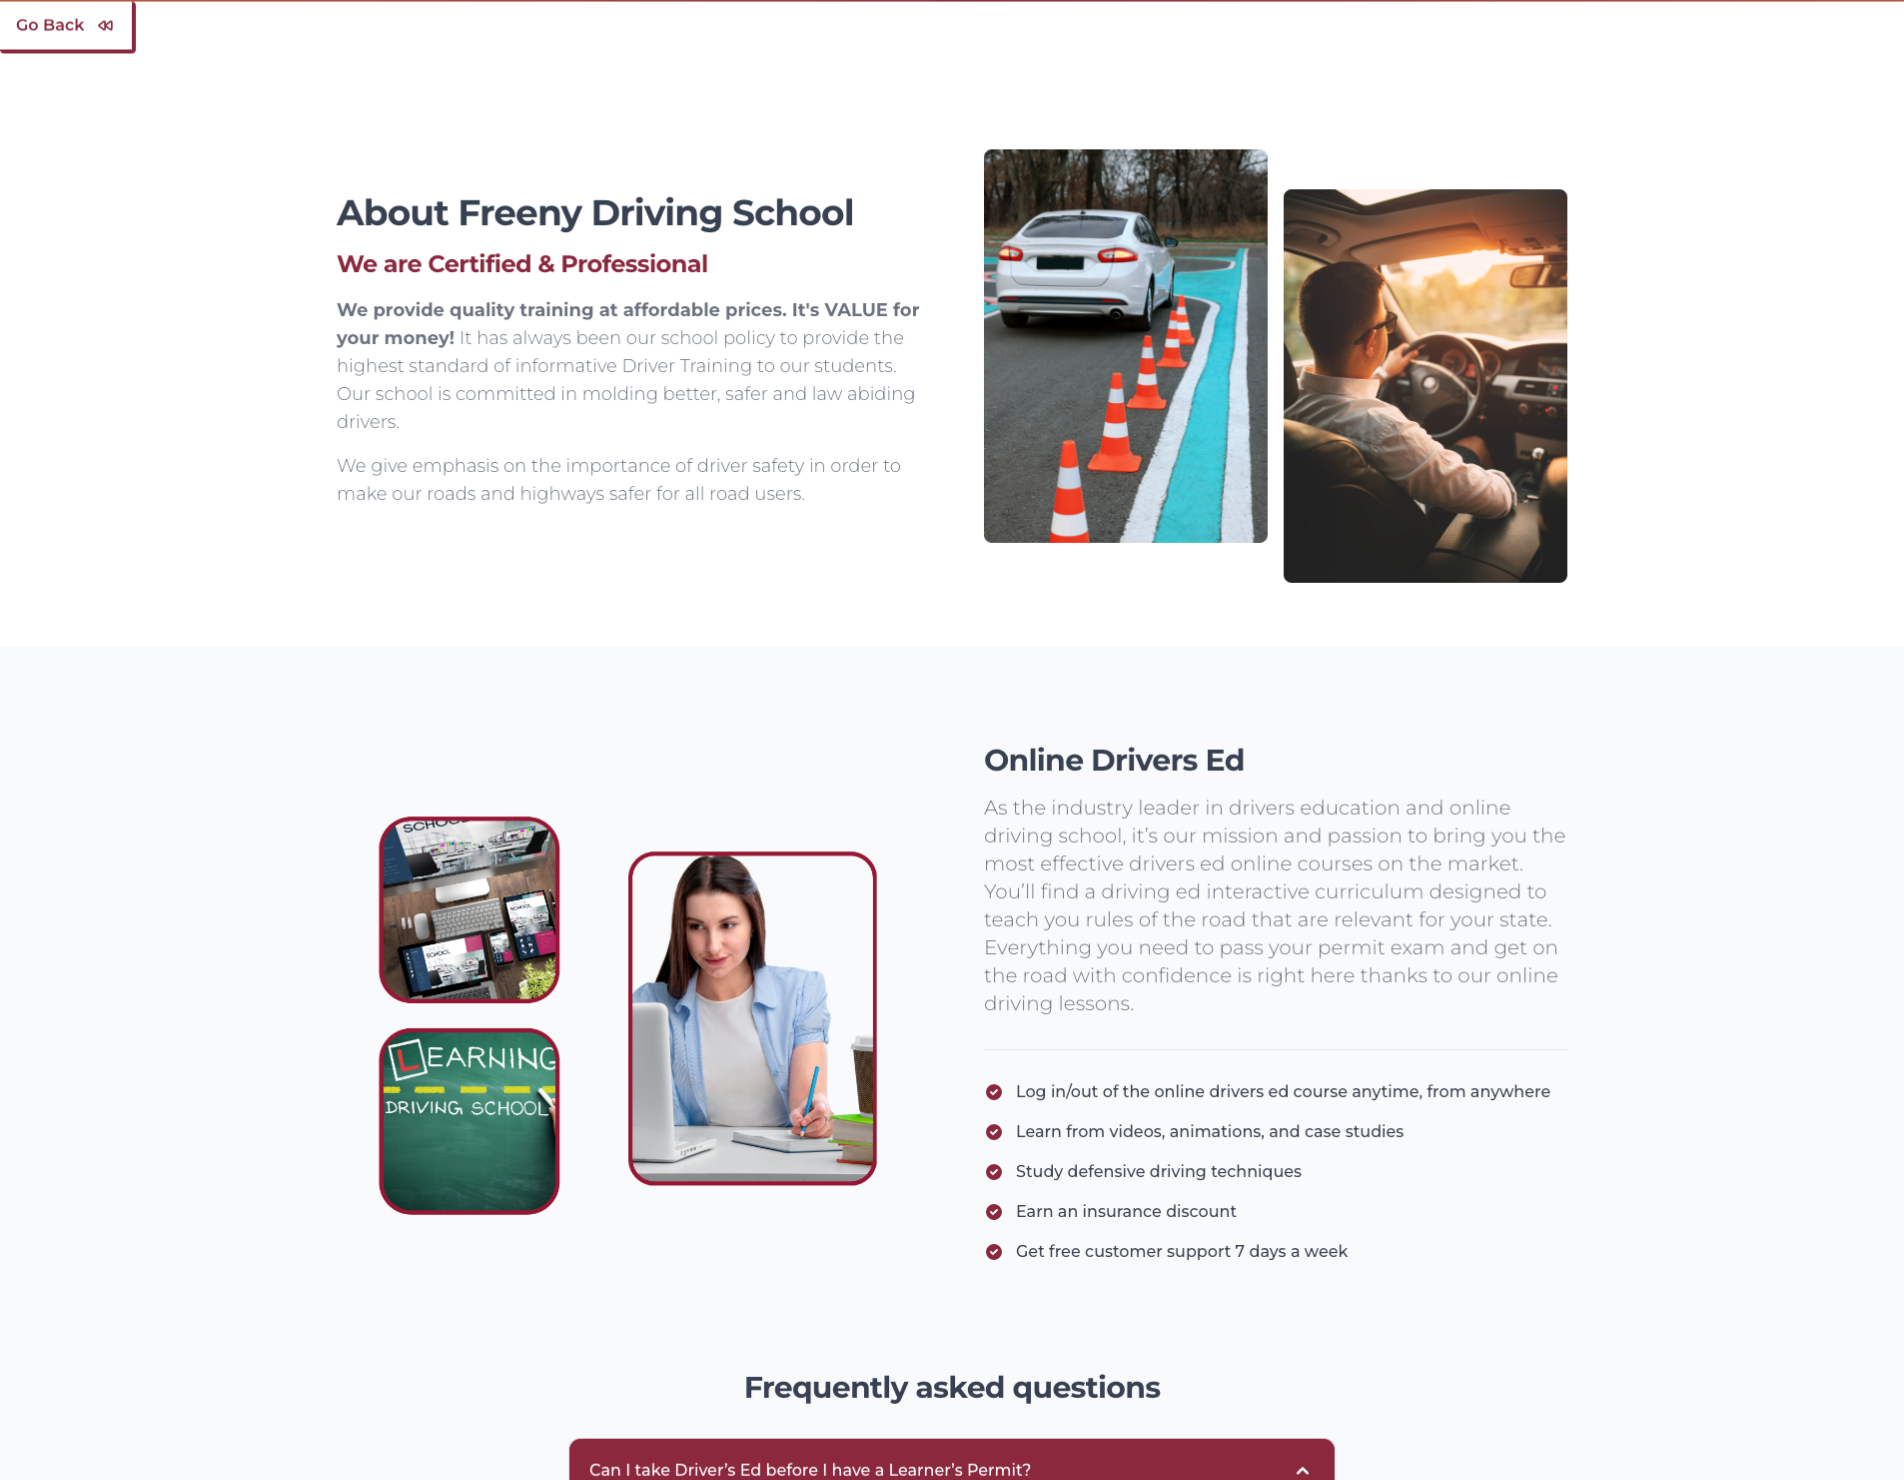 Go Back
About Freeny Driving School
We are Certified & Professional
We provide quality training at affordable prices. It's VALUE for
your money! It has always been our school policy to provide the
highest standard of informative Driver Training to our students.
Our school is committed in molding better, safer and law abiding
drivers.
We give emphasis on the importance of driver safety in order to
make our roads and highways safer for all road users.
SCHOOL
SCHOOL
LEARNING
DRIVING SCHOOL
Online Drivers Ed
As the industry leader in drivers education and online
driving school, it’s our mission and passion to bring you the
most effective drivers ed online courses on the market.
You’ll find a driving ed interactive curriculum designed to
teach you rules of the road that are relevant for your state.
Everything you need to pass your permit exam and get on
the road with confidence is right here thanks to our online
driving lessons.
Log in/out of the online drivers ed course anytime, from anywhere
Learn from videos, animations, and case studies
Study defensive driving techniques
Earn an insurance discount
Get free customer support 7 days a week
Frequently asked questions
Can I take Driver’s Ed before I have a Learner’s Permit?